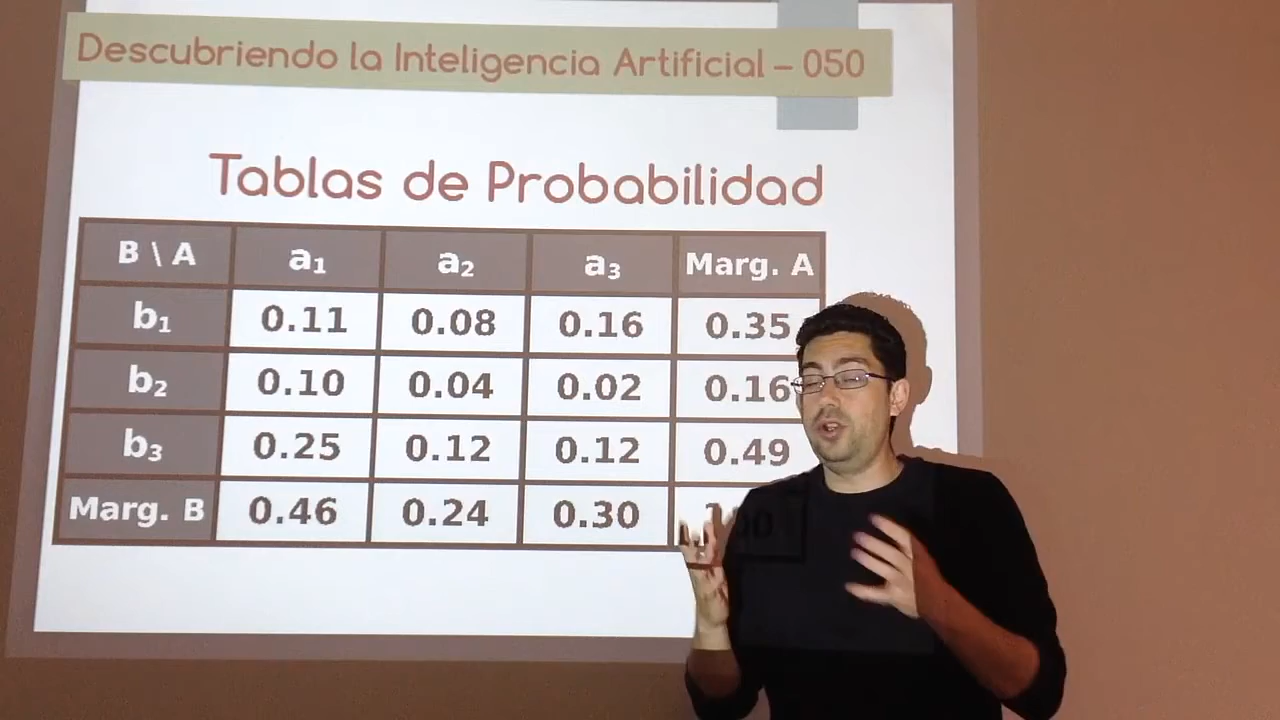 Descubriendo la Inteligencia Artificial – 050
Tablas de Probabilidad
B \ A a₁ a₂ a₃ Marg. A
b₁ 0.11 0.08 0.16 0.35
b₂ 0.10 0.04 0.02 0.16
b₃ 0.25 0.12 0.12 0.49
Marg. B 0.46 0.24 0.30